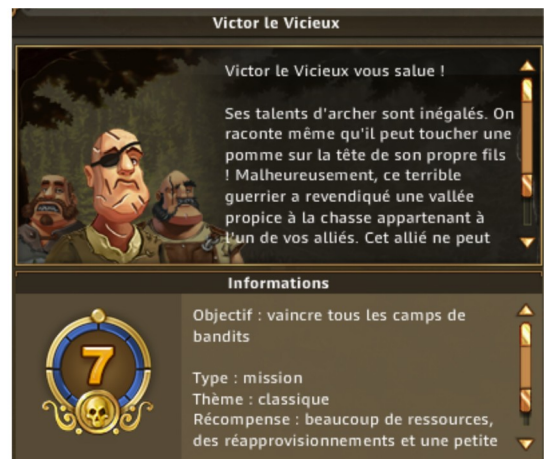 Victor le Vicieux
Victor le Vicieux vous salue !
Ses talents d'archer sont inégalés. On
raconte même qu'il peut toucher une
pomme sur la tête de son propre fils
! Malheureusement, ce terrible
guerrier a revendiqué une vallée
propice à la chasse appartenant à
l'un de vos alliés. Cet allié ne peut
Informations
7
Objectif : vaincre tous les camps de
bandits
Type : mission
Thème : classique
Récompense : beaucoup de ressources,
des réapprovisionnements et une petite